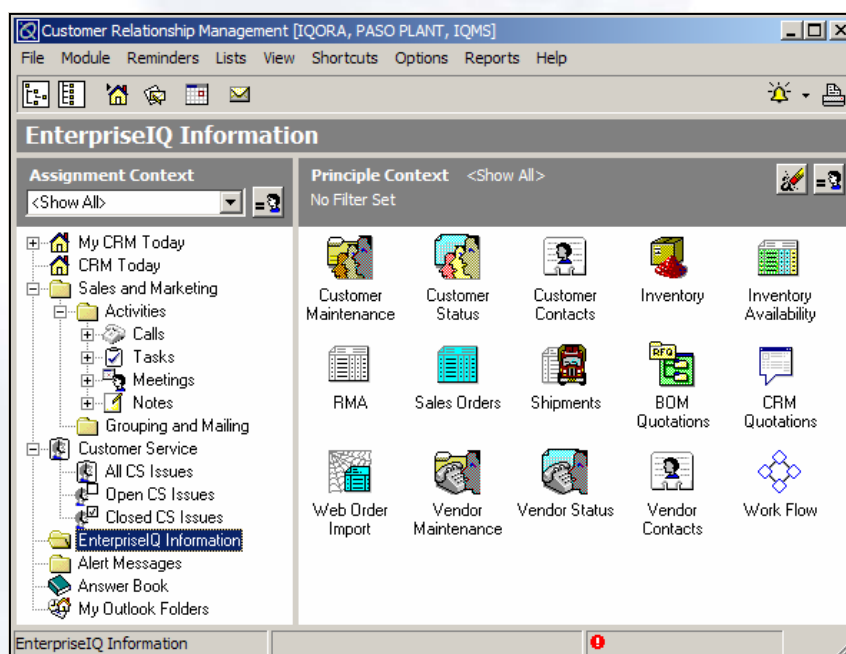 Customer Relationship Management [IQORA, PASO PLANT, IQMS]
File Module Reminders Lists View Shortcuts Options Reports Help
EnterpriseIQ Information
Assignment Context
<Show All>
Principle Context <Show All>
No Filter Set
My CRM Today
CRM Today
Sales and Marketing
Activities
Calls
Tasks
Meetings
Notes
Grouping and Mailing
Customer Service
All CS Issues
Open CS Issues
Closed CS Issues
EnterpriseIQ Information
Alert Messages
Answer Book
My Outlook Folders
Customer
Maintenance
Customer
Status
Customer
Contacts
Inventory
Inventory
Availability
RMA
Sales Orders
Shipments
RFQ
BOM
Quotations
CRM
Quotations
Web Order
Import
Vendor
Maintenance
Vendor Status
Vendor
Contacts
Work Flow
EnterpriseIQ Information